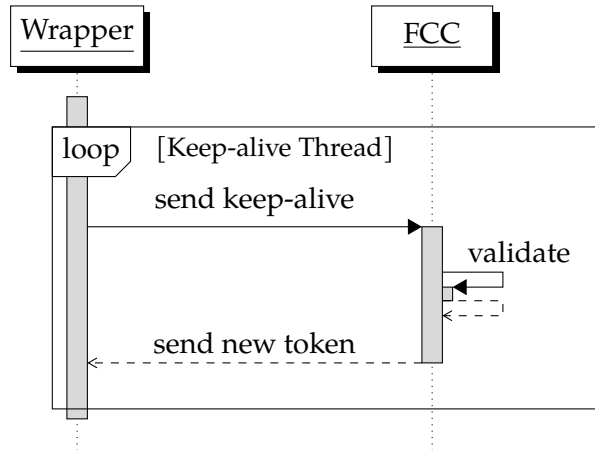 Wrapper
FCC
loop
[Keep-alive Thread]
send keep-alive
validate
send new token